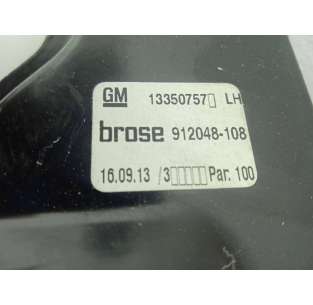 GM 13350757▯ LH
brose 912048-108
16.09.13 /3▯▯▯▯▯ Par. 100